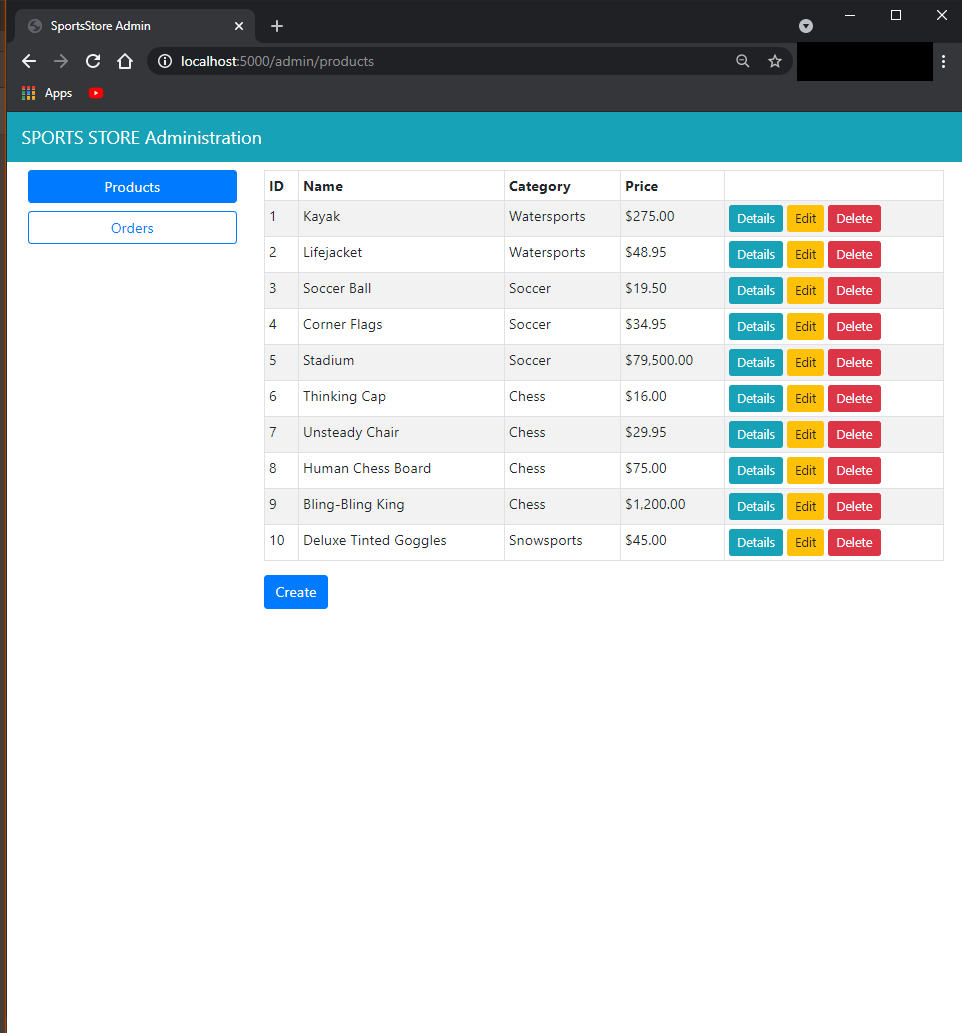 SportsStore Admin
localhost:5000/admin/products
Apps
SPORTS STORE Administration
Products
Orders
ID Name Category Price
1 Kayak Watersports $275.00 Details Edit Delete
2 Lifejacket Watersports $48.95 Details Edit Delete
3 Soccer Ball Soccer $19.50 Details Edit Delete
4 Corner Flags Soccer $34.95 Details Edit Delete
5 Stadium Soccer $79,500.00 Details Edit Delete
6 Thinking Cap Chess $16.00 Details Edit Delete
7 Unsteady Chair Chess $29.95 Details Edit Delete
8 Human Chess Board Chess $75.00 Details Edit Delete
9 Bling-Bling King Chess $1,200.00 Details Edit Delete
10 Deluxe Tinted Goggles Snowsports $45.00 Details Edit Delete
Create